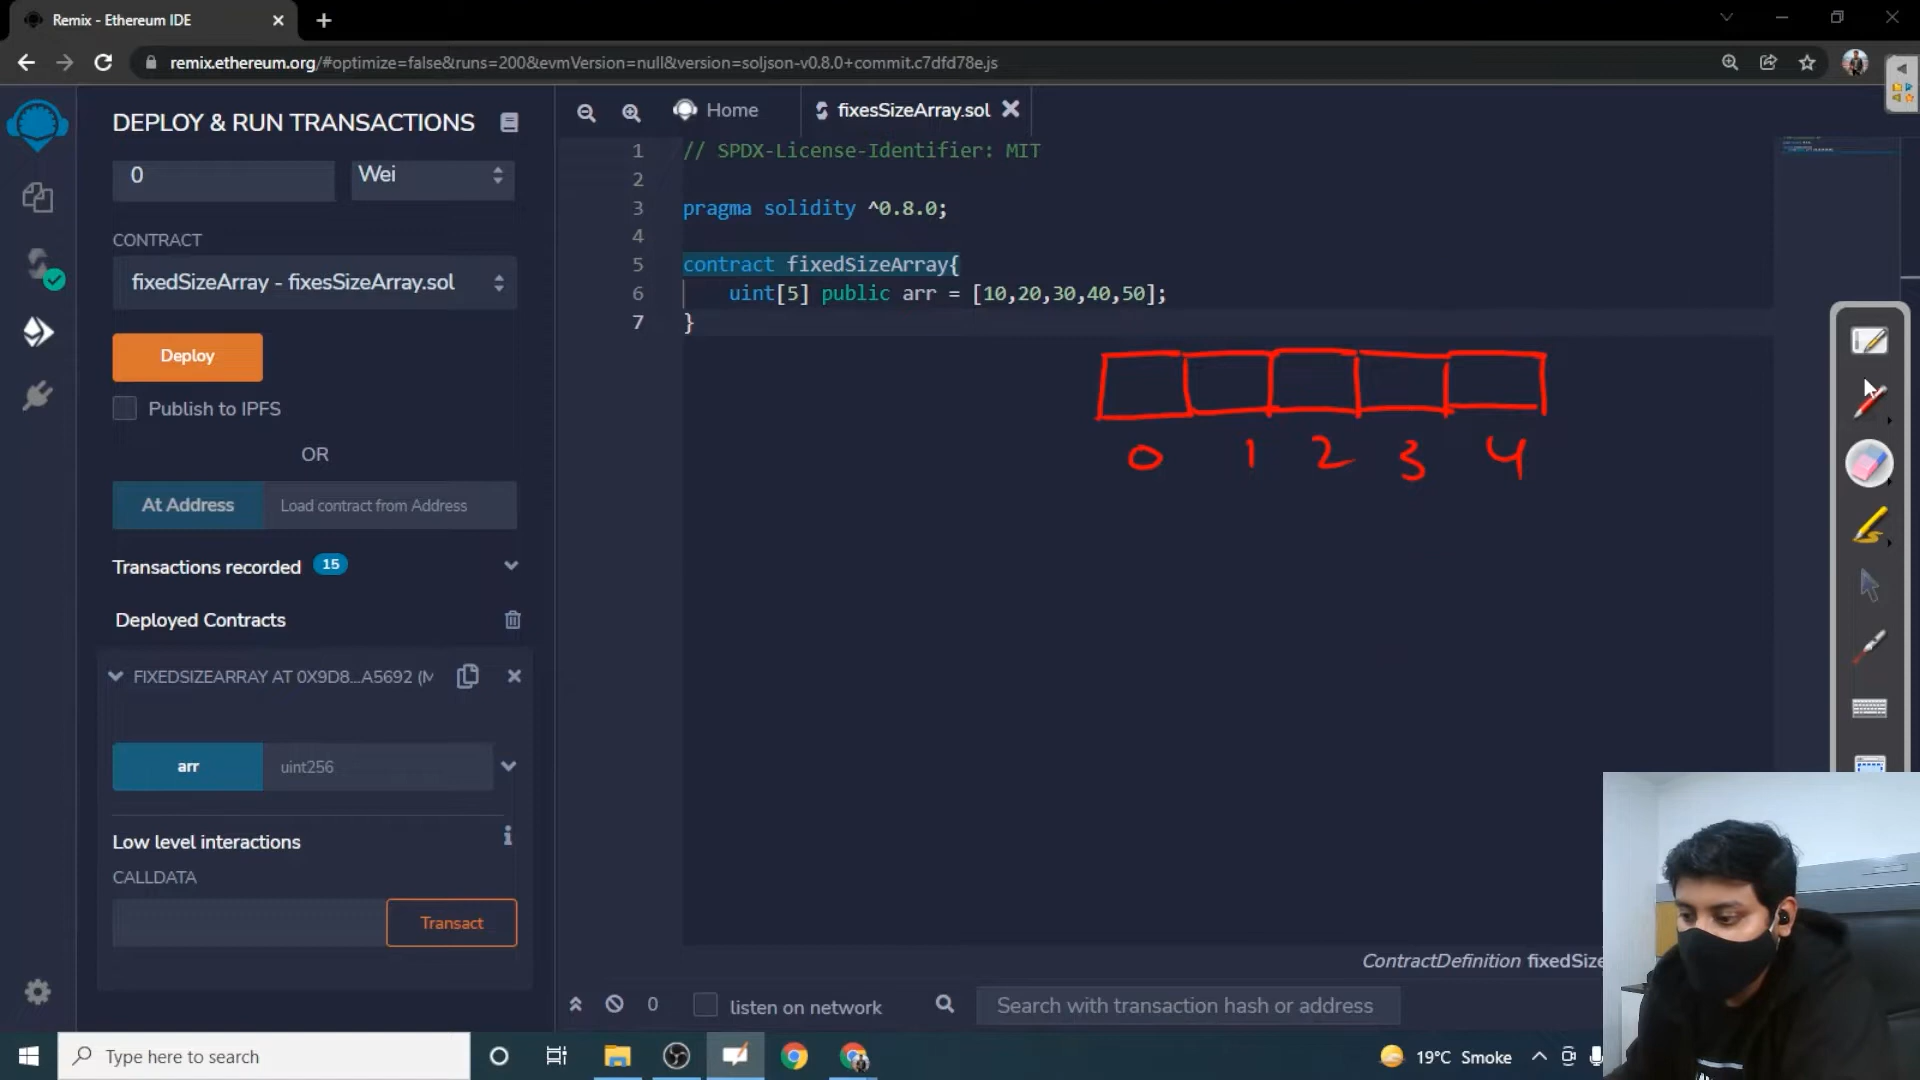 Remix - Ethereum IDE
remix.ethereum.org/#optimize=false&runs=200&evmVersion=null&version=soljson-v0.8.0+commit.c7dfd78e.js
DEPLOY & RUN TRANSACTIONS
0
Wei
CONTRACT
fixedSizeArray - fixesSizeArray.sol
Deploy
Publish to IPFS
OR
At Address
Load contract from Address
Transactions recorded
15
Deployed Contracts
FIXEDSIZEARRAY AT 0X9D8...A5692 (M
arr
uint256
Low level interactions
i
CALLDATA
Transact
Home
fixesSizeArray.sol
1 // SPDX-License-Identifier: MIT
2
3 pragma solidity ^0.8.0;
4
5 contract fixedSizeArray{
6 uint[5] public arr = [10,20,30,40,50];
7 }
0 1 2 3 4
ContractDefinition fixedSize
0
listen on network
Search with transaction hash or address
Type here to search
19°C Smoke